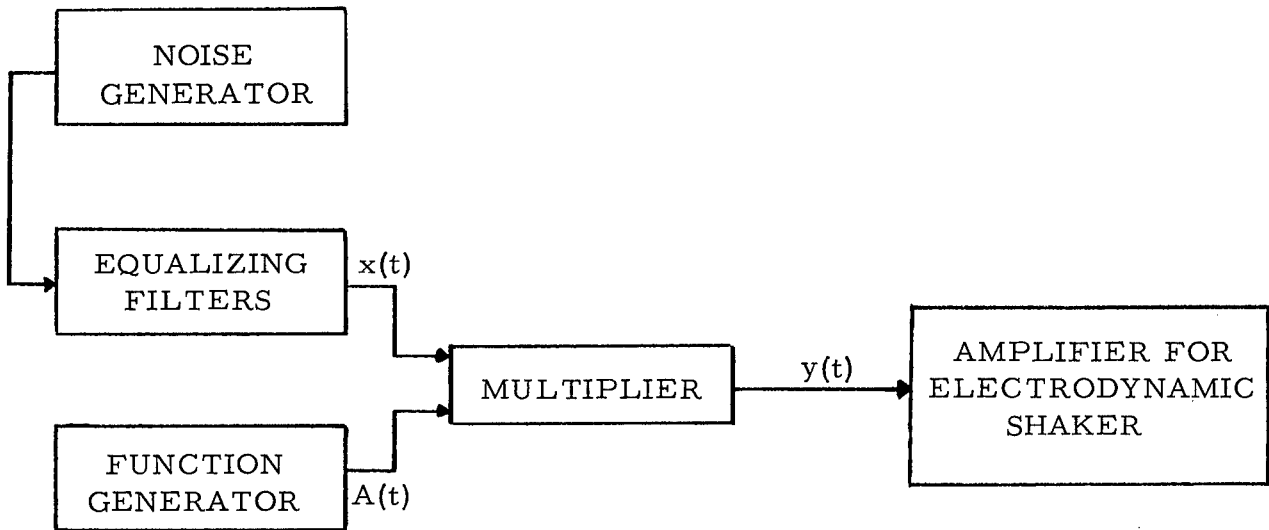 NOISE
GENERATOR
EQUALIZING
FILTERS
x(t)
FUNCTION
GENERATOR
A(t)
MULTIPLIER
y(t)
AMPLIFIER FOR
ELECTRODYNAMIC
SHAKER